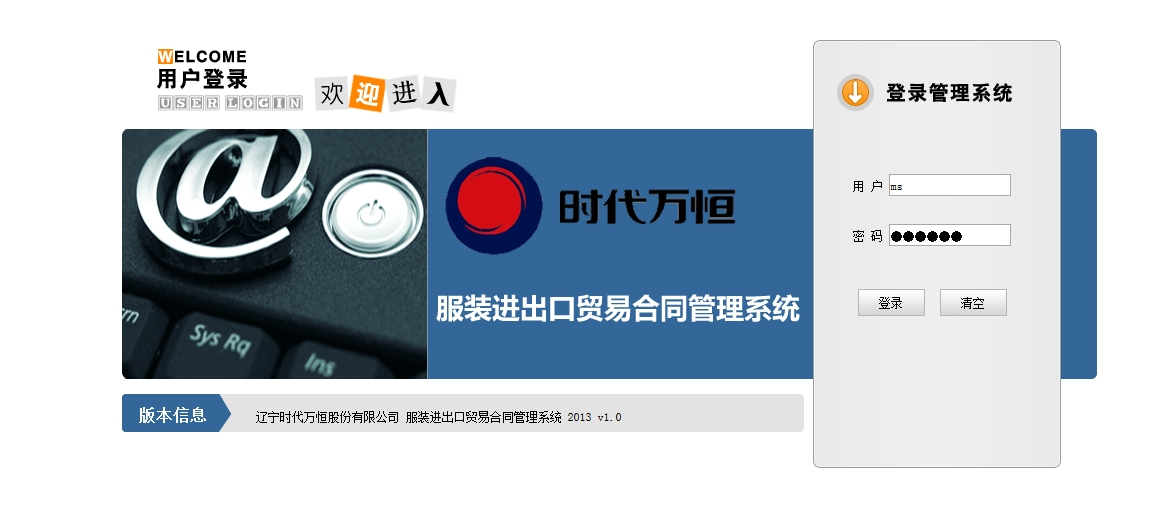 WELCOME
用户登录
USER LOGIN
欢迎进入
登录管理系统
时代万恒
服装进出口贸易合同管理系统
Sys Rq
Ins
用 户 ms
密 码 ●●●●●●
登录 清空
版本信息
辽宁时代万恒股份有限公司 服装进出口贸易合同管理系统 2013 v1.0